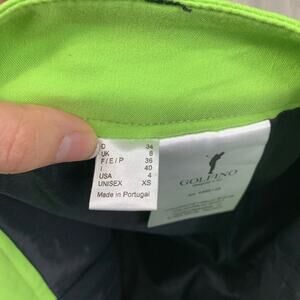 D 34
UK 8
F/E/P 36
I 40
USA 4
UNISEX XS
Made in Portugal
GOLFINO